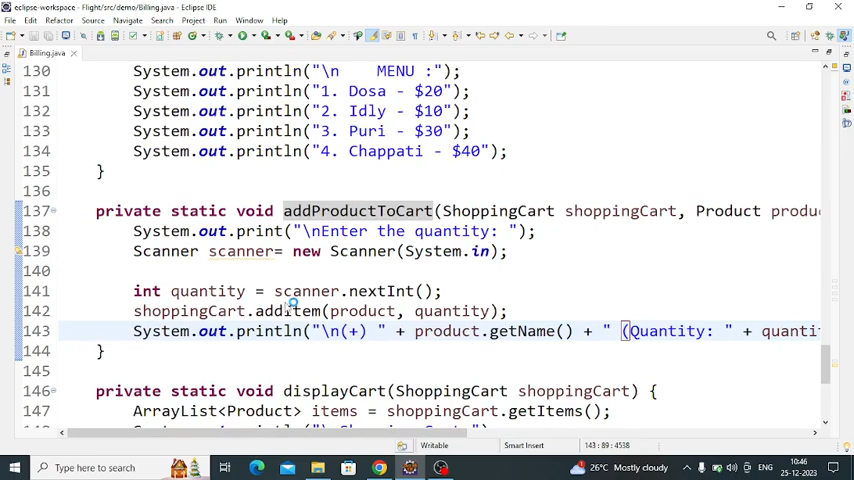 eclipse-workspace - Flight/src/demo/Billing.java - Eclipse IDE
File Edit Source Refactor Navigate Search Project Run Window Help
Billing.java
130 System.out.println("\n    MENU :");
131 System.out.println("1. Dosa - $20");
132 System.out.println("2. Idly - $10");
133 System.out.println("3. Puri - $30");
134 System.out.println("4. Chappati - $40");
135 }
136
137 private static void addProductToCart(ShoppingCart shoppingCart, Product produc
138 System.out.print("\nEnter the quantity: ");
139 Scanner scanner= new Scanner(System.in);
140
141 int quantity = scanner.nextInt();
142 shoppingCart.addItem(product, quantity);
143 System.out.println("\n(+) " + product.getName() + " (Quantity: " + quantit
144 }
145
146 private static void displayCart(ShoppingCart shoppingCart) {
147 ArrayList<Product> items = shoppingCart.getItems();
Writable Smart Insert 143 : 89 : 4538
Type here to search 26°C Mostly cloudy ENG 10:46
25-12-2023